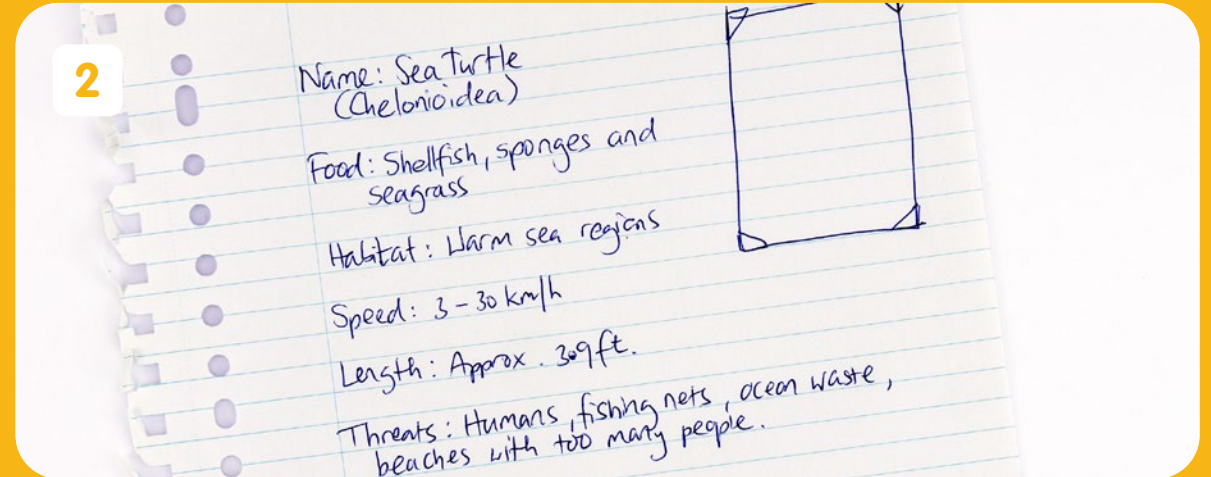 2
Name: Sea Turtle
(Chelonioidea)
Food: Shellfish, sponges and
seagrass
Habitat: Warm sea regions
Speed: 3 – 30 km/h
Length: Approx. 3.9ft.
Threats: Humans, fishing nets, ocean waste,
beaches with too many people.